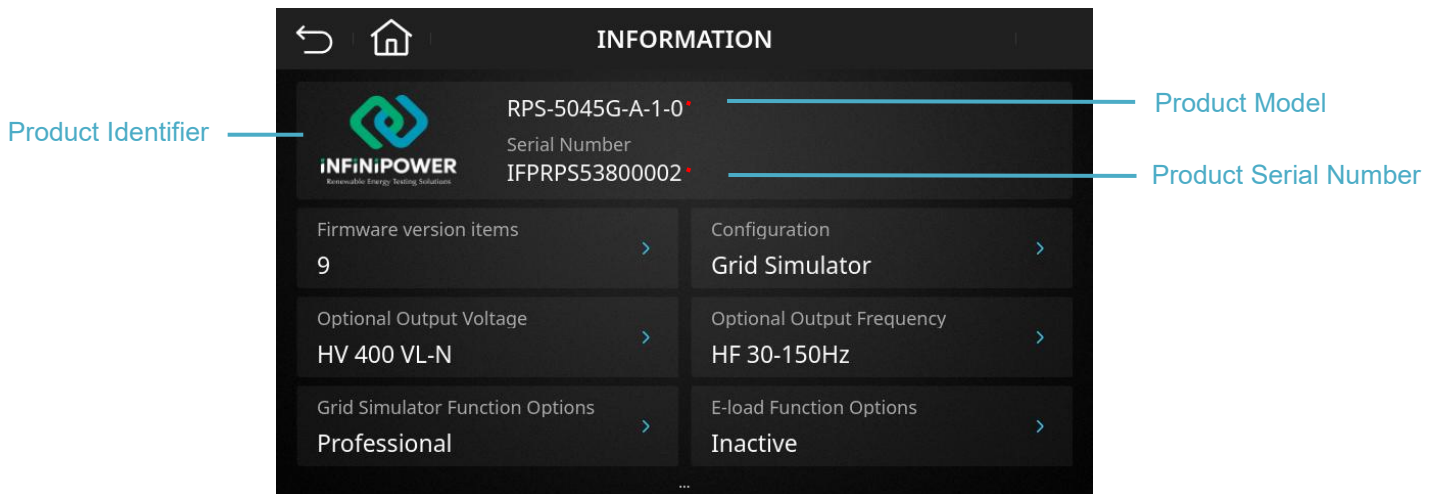 INFORMATION
Product Identifier
iNFiNiPOWER
Renewable Energy Testing Solutions
RPS-5045G-A-1-0
Serial Number
IFPRPS53800002
Product Model
Product Serial Number
Firmware version items
9
Configuration
Grid Simulator
Optional Output Voltage
HV 400 VL-N
Optional Output Frequency
HF 30-150Hz
Grid Simulator Function Options
Professional
E-load Function Options
Inactive
...